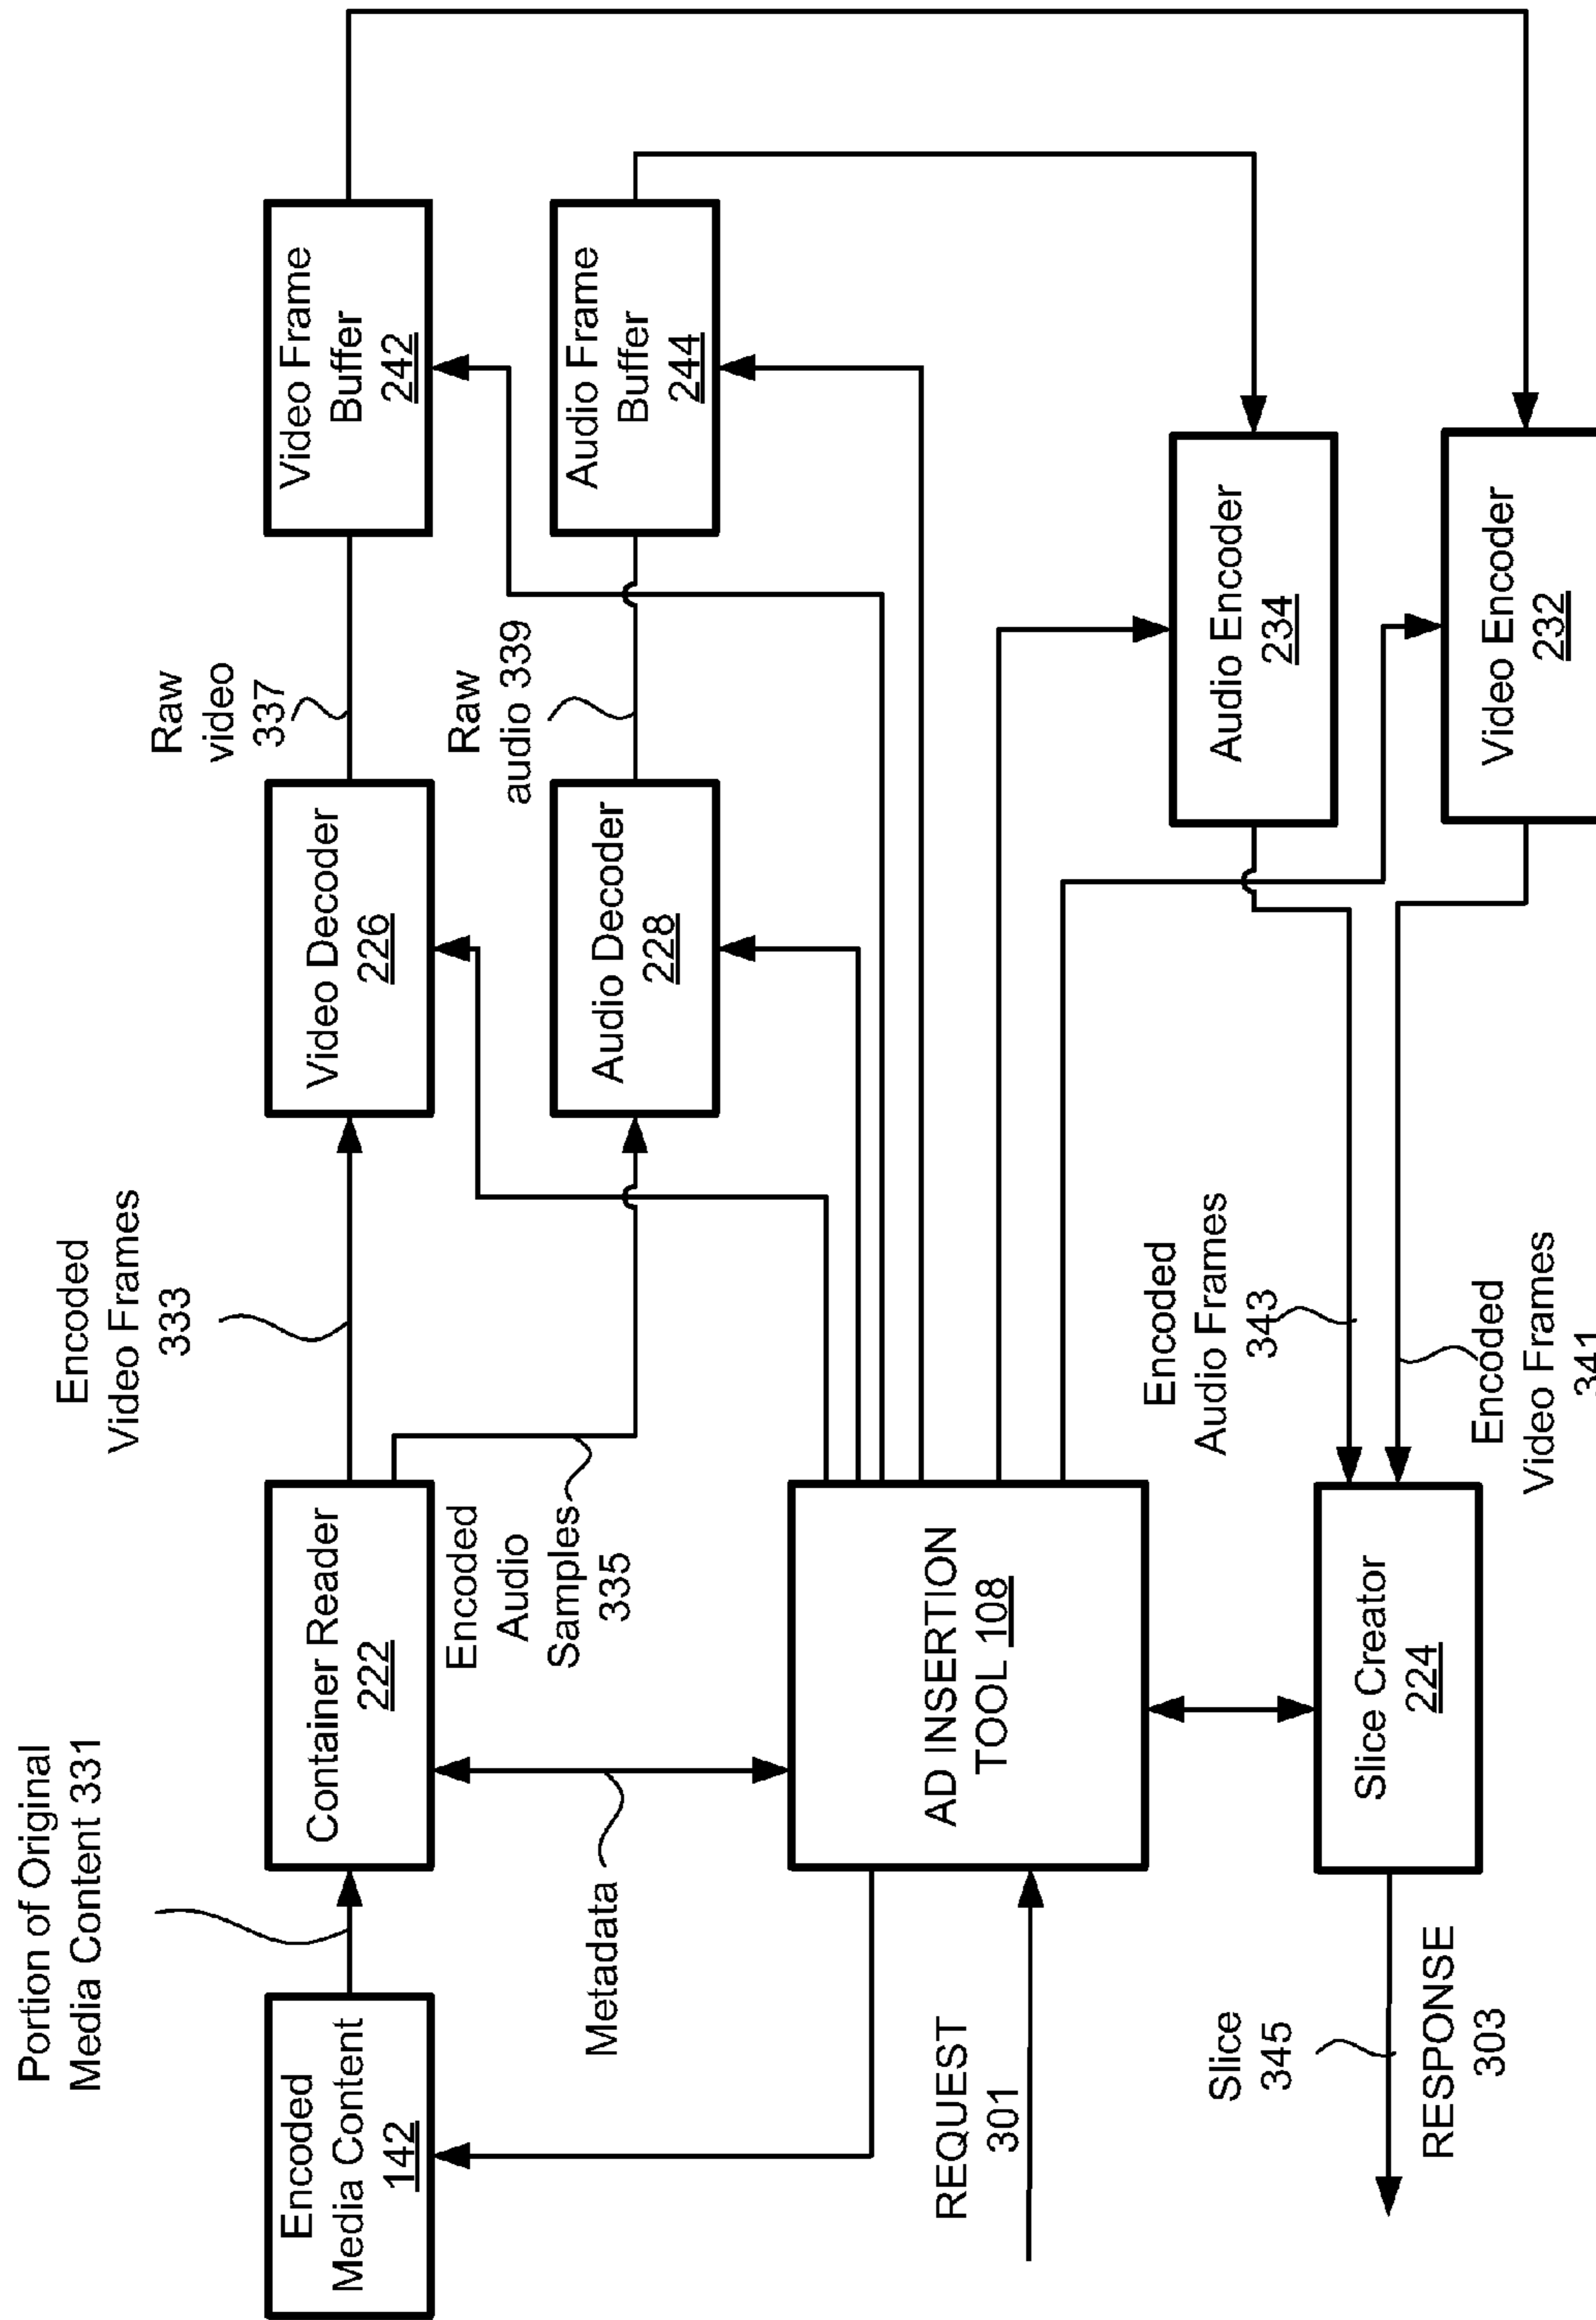 Portion of Original
Media Content 331
Encoded
Video Frames
333
Raw
video
337
Encoded
Media Content
142
Container Reader
222
Video Decoder
226
Video Frame
Buffer
242
Encoded
Audio
Samples
335
Raw
audio 339
Audio Decoder
228
Audio Frame
Buffer
244
Metadata
REQUEST
301
AD INSERTION
TOOL 108
Encoded
Audio Frames
343
Audio Encoder
234
Slice
345
RESPONSE
303
Slice Creator
224
Encoded
Video Frames
341
Video Encoder
232